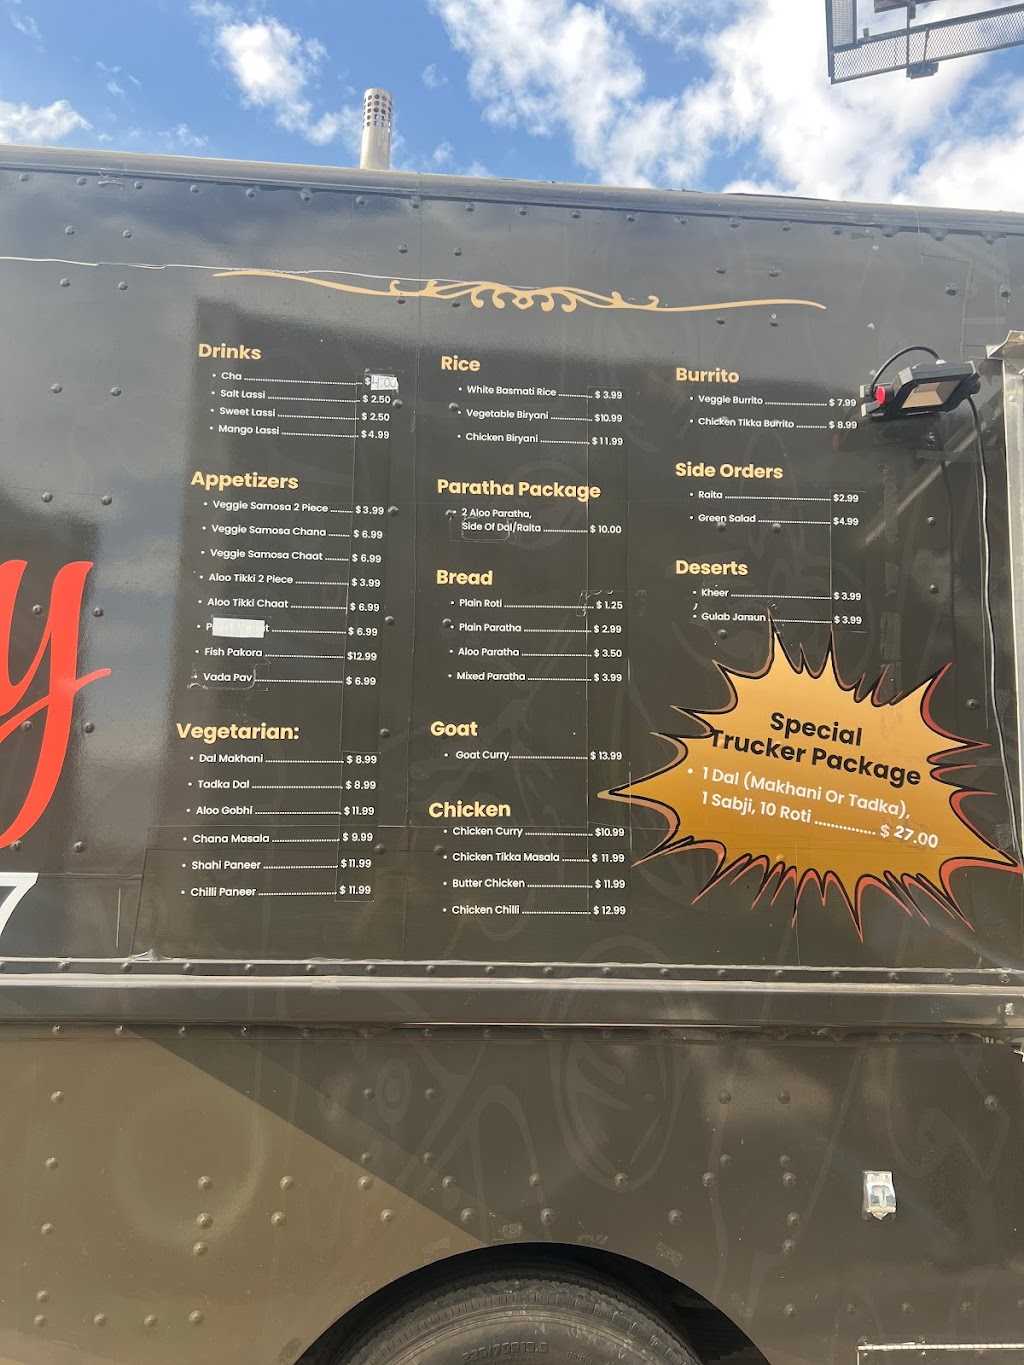 y
7
Drinks
• Cha $ 4.00
• Salt Lassi $ 2.50
• Sweet Lassi $ 2.50
• Mango Lassi $ 4.99
Appetizers
• Veggie Samosa 2 Piece $ 3.99
• Veggie Samosa Chana $ 6.99
• Veggie Samosa Chaat $ 6.99
• Aloo Tikki 2 Piece $ 3.99
• Aloo Tikki Chaat $ 6.99
• $ 6.99
• Fish Pakora $12.99
• Vada Pav $ 6.99
Vegetarian:
• Dal Makhani $ 8.99
• Tadka Dal $ 8.99
• Aloo Gobhi $ 11.99
• Chana Masala $ 9.99
• Shahi Paneer $ 11.99
• Chilli Paneer $ 11.99
Rice
• White Basmati Rice $ 3.99
• Vegetable Biryani $10.99
• Chicken Biryani $ 11.99
Paratha Package
• 2 Aloo Paratha,
Side Of Dal/Raita $ 10.00
Bread
• Plain Roti $ 1.25
• Plain Paratha $ 2.99
• Aloo Paratha $ 3.50
• Mixed Paratha $ 3.99
Goat
• Goat Curry $ 13.99
Chicken
• Chicken Curry $10.99
• Chicken Tikka Masala $ 11.99
• Butter Chicken $ 11.99
• Chicken Chilli $ 12.99
Burrito
• Veggie Burrito $ 7.99
• Chicken Tikka Burrito $ 8.99
Side Orders
• Raita $2.99
• Green Salad $4.99
Deserts
• Kheer $ 3.99
• Gulab Jamun $ 3.99
Special
Trucker Package
• 1 Dal (Makhani Or Tadka),
1 Sabji, 10 Roti $ 27.00
225/70R19.5